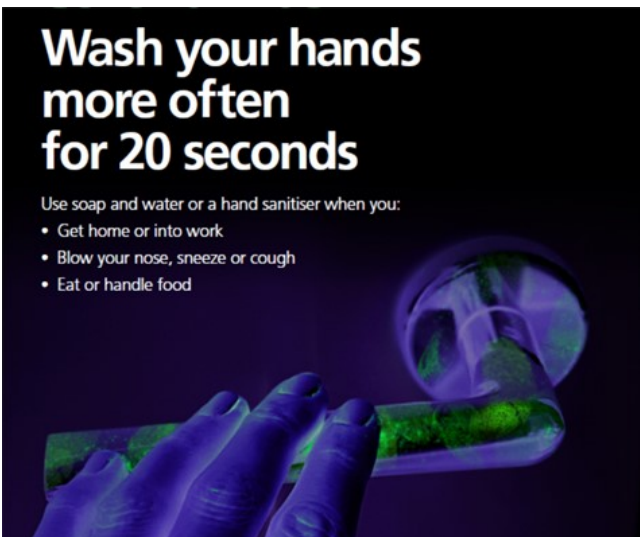 Wash your hands
more often
for 20 seconds
Use soap and water or a hand sanitiser when you:
• Get home or into work
• Blow your nose, sneeze or cough
• Eat or handle food